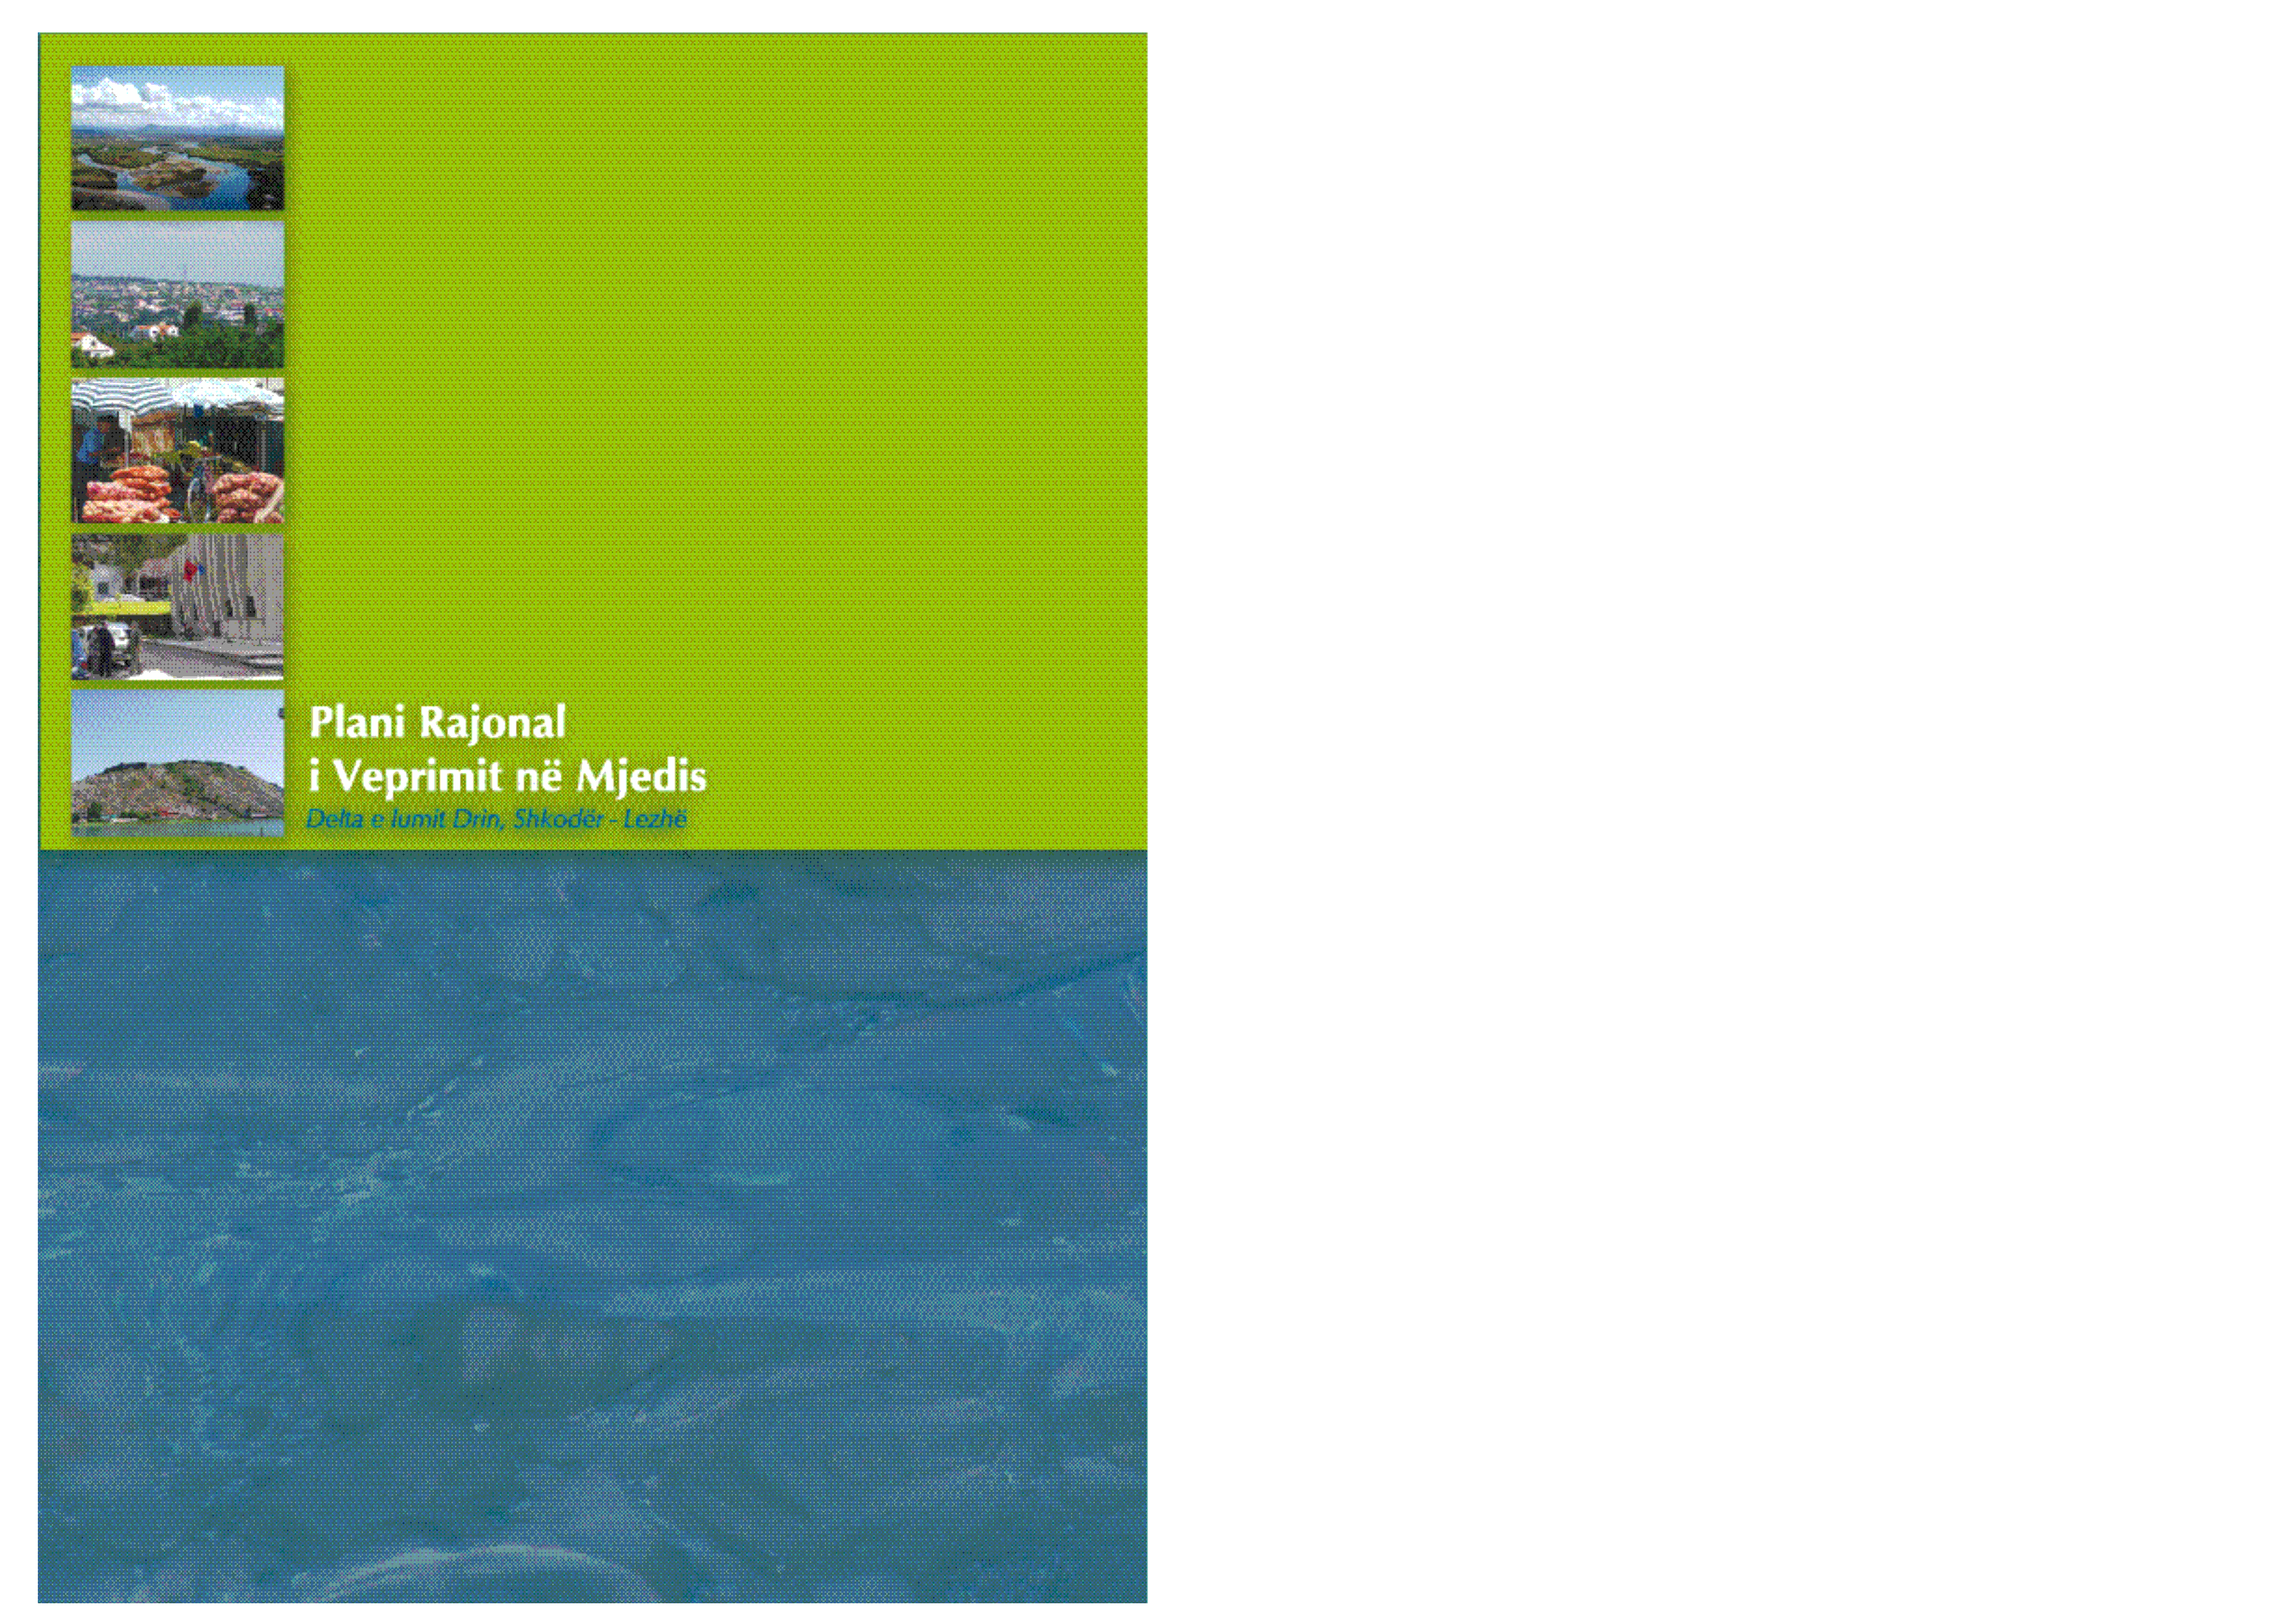 Plani Rajonal
i Veprimit në Mjedis
Delta e lumit Drin, Shkodër - Lezhë